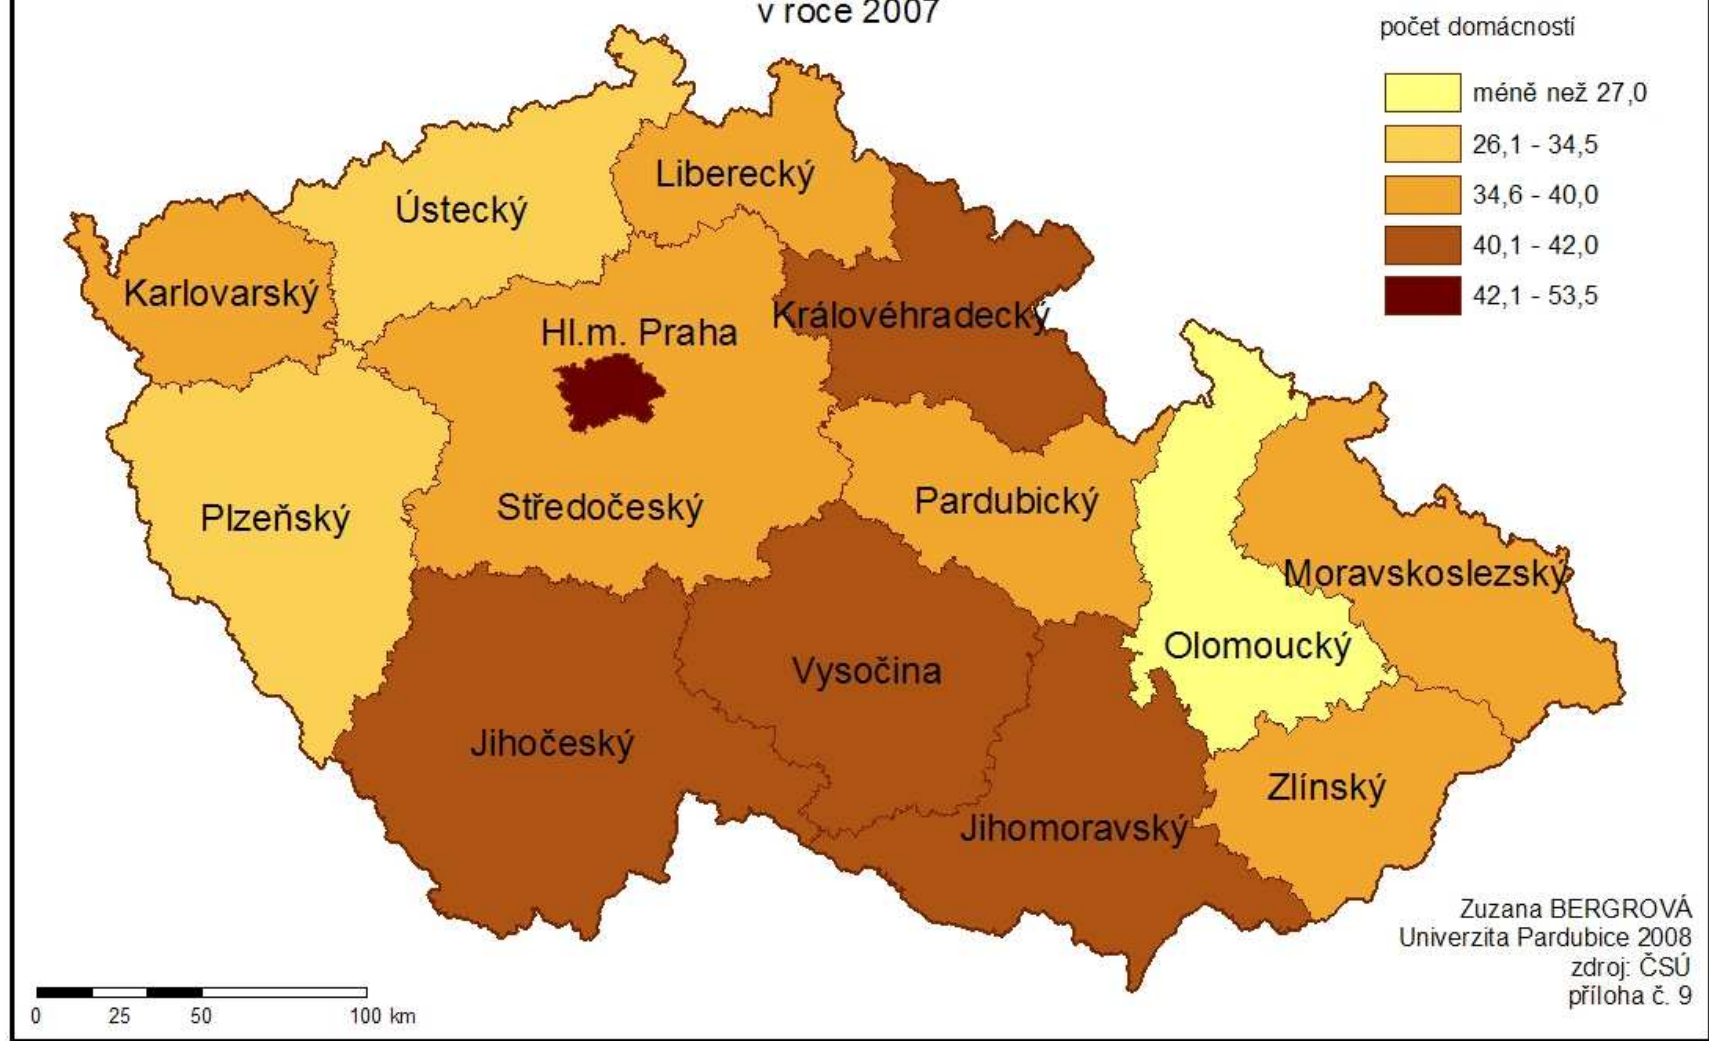 v roce 2007
počet domácností
méně než 27,0
26,1 - 34,5
34,6 - 40,0
40,1 - 42,0
42,1 - 53,5
Liberecký
Ústecký
Karlovarský
Královéhradecký
Hl.m. Praha
Pardubický
Středočeský
Plzeňský
Moravskoslezský
Olomoucký
Vysočina
Jihočeský
Zlínský
Jihomoravský
Zuzana BERGROVÁ
Univerzita Pardubice 2008
zdroj: ČSÚ
příloha č. 9
0 25 50 100 km